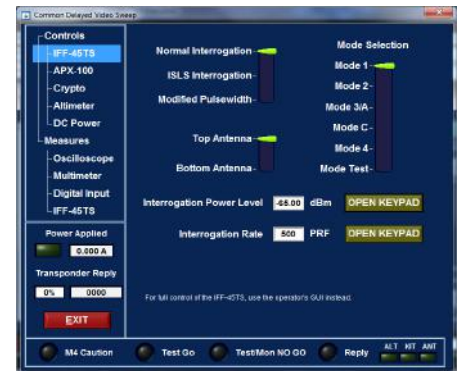 Common Delayed Video Sweep
Controls
IFF-45TS
APX-100
Crypto
Altimeter
DC Power
Measures
Oscilloscope
Multimeter
Digital Input
IFF-45TS
Power Applied
0.000 A
Transponder Reply
0% 0000
EXIT
Normal Interrogation
ISLS Interrogation
Modified Pulsewidth
Top Antenna
Bottom Antenna
Mode Selection
Mode 1
Mode 2
Mode 3/A
Mode C
Mode 4
Mode Test
Interrogation Power Level -65.00 dBm OPEN KEYPAD
Interrogation Rate 500 PRF OPEN KEYPAD
For full control of the IFF-45TS, use the operator's GUI instead.
M4 Caution Test Go Test/Mon NO GO Reply ALT KIT ANT